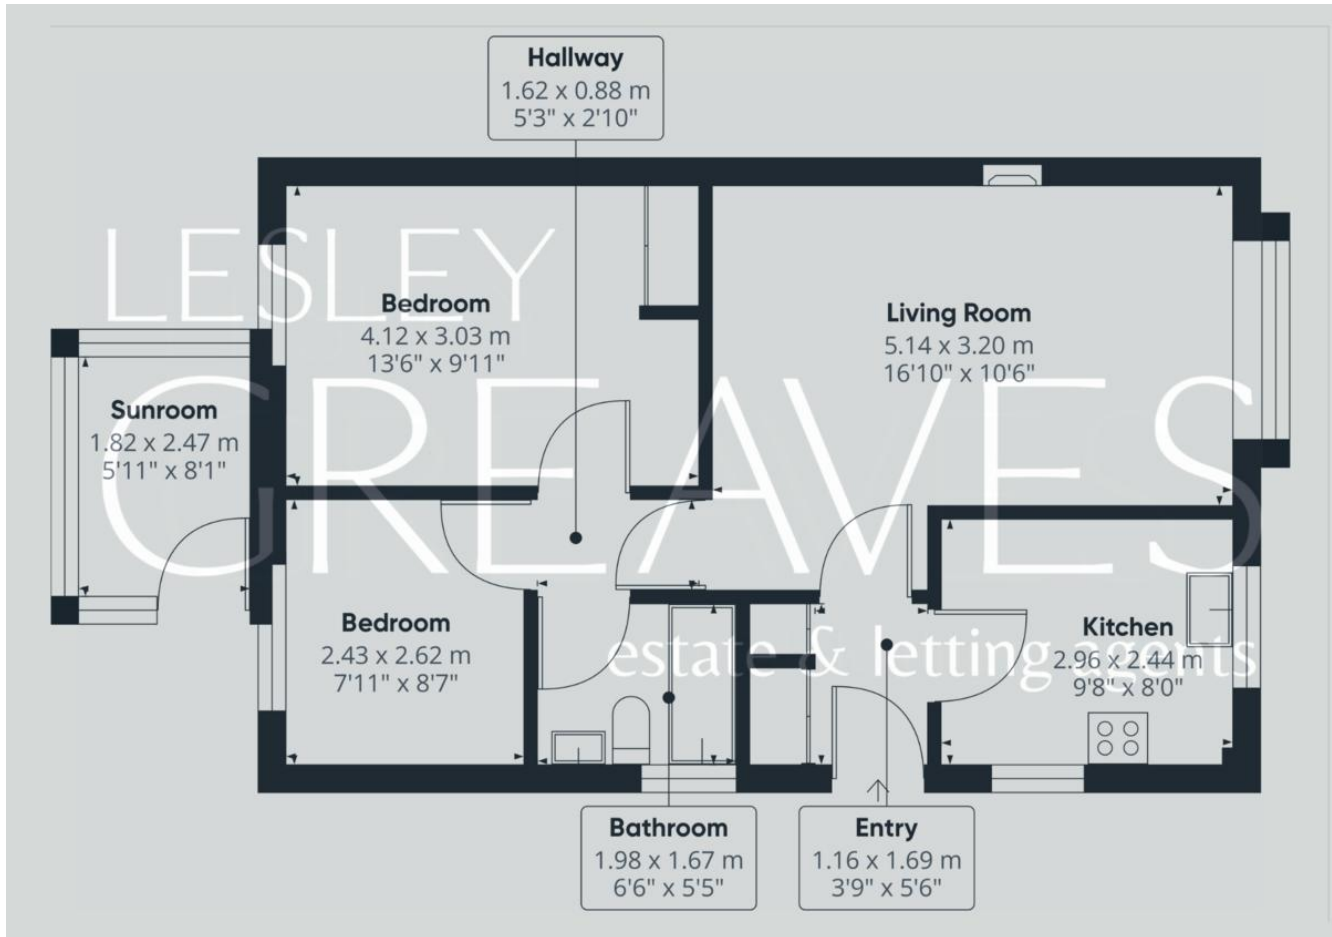 Hallway
1.62 x 0.88 m
5'3" x 2'10"
LESLEY
GREAVES
estate & letting agents
Bedroom
4.12 x 3.03 m
13'6" x 9'11"
Living Room
5.14 x 3.20 m
16'10" x 10'6"
Sunroom
1.82 x 2.47 m
5'11" x 8'1"
Bedroom
2.43 x 2.62 m
7'11" x 8'7"
Kitchen
2.96 x 2.44 m
9'8" x 8'0"
Bathroom
1.98 x 1.67 m
6'6" x 5'5"
Entry
1.16 x 1.69 m
3'9" x 5'6"